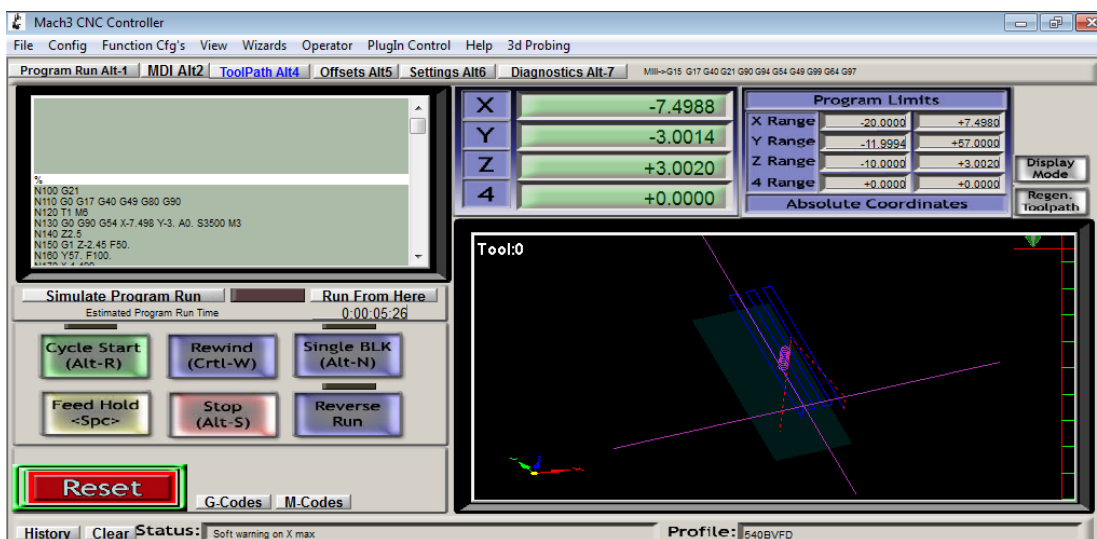 Mach3 CNC Controller
File Config Function Cfg's View Wizards Operator PlugIn Control Help 3d Probing
Program Run Alt-1 MDI Alt2 ToolPath Alt4 Offsets Alt5 Settings Alt6 Diagnostics Alt-7 Mill->G15 G17 G40 G21 G90 G94 G54 G49 G99 G64 G97
%
N100 G21
N110 G0 G17 G40 G49 G80 G90
N120 T1 M6
N130 G0 G90 G54 X-7.498 Y-3. A0. S3500 M3
N140 Z2.5
N150 G1 Z-2.45 F50.
N160 Y57. F100.
X -7.4988
Y -3.0014
Z +3.0020
4 +0.0000
Program Limits
X Range -20.0000 +7.4980
Y Range -11.9994 +57.0000
Z Range -10.0000 +3.0020
4 Range +0.0000 +0.0000
Absolute Coordinates
Display
Mode
Regen.
Toolpath
Tool:0
Simulate Program Run Run From Here
Estimated Program Run Time 0:00:05:26
Cycle Start
(Alt-R)
Rewind
(Crtl-W)
Single BLK
(Alt-N)
Feed Hold
<Spc>
Stop
(Alt-S)
Reverse
Run
Reset
G-Codes M-Codes
History Clear Status: Soft warning on X max Profile: 540BVFD